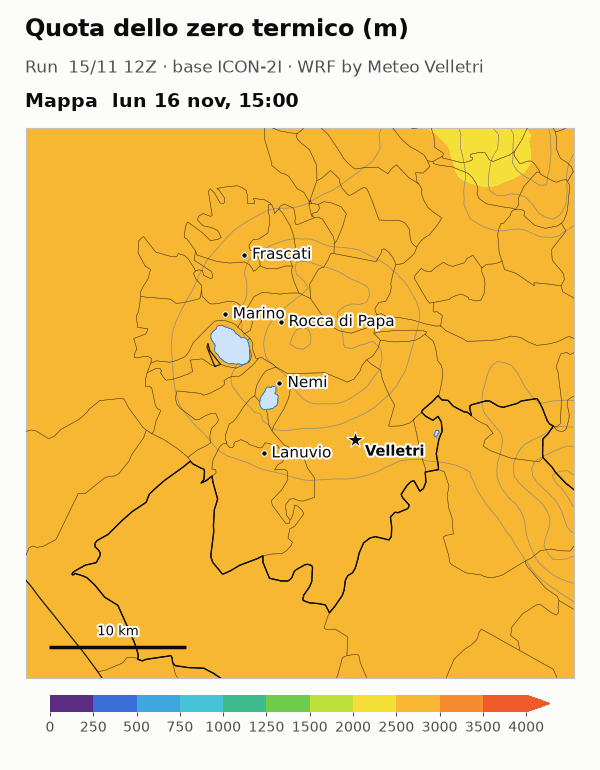 Quota dello zero termico (m)
Run  15/11 12Z · base ICON-2I · WRF by Meteo Velletri
Mappa  lun 16 nov, 15:00
Frascati
Marino
Rocca di Papa
Nemi
Velletri
Lanuvio
10 km
0 250 500 750 1000 1250 1500 2000 2500 3000 3500 4000